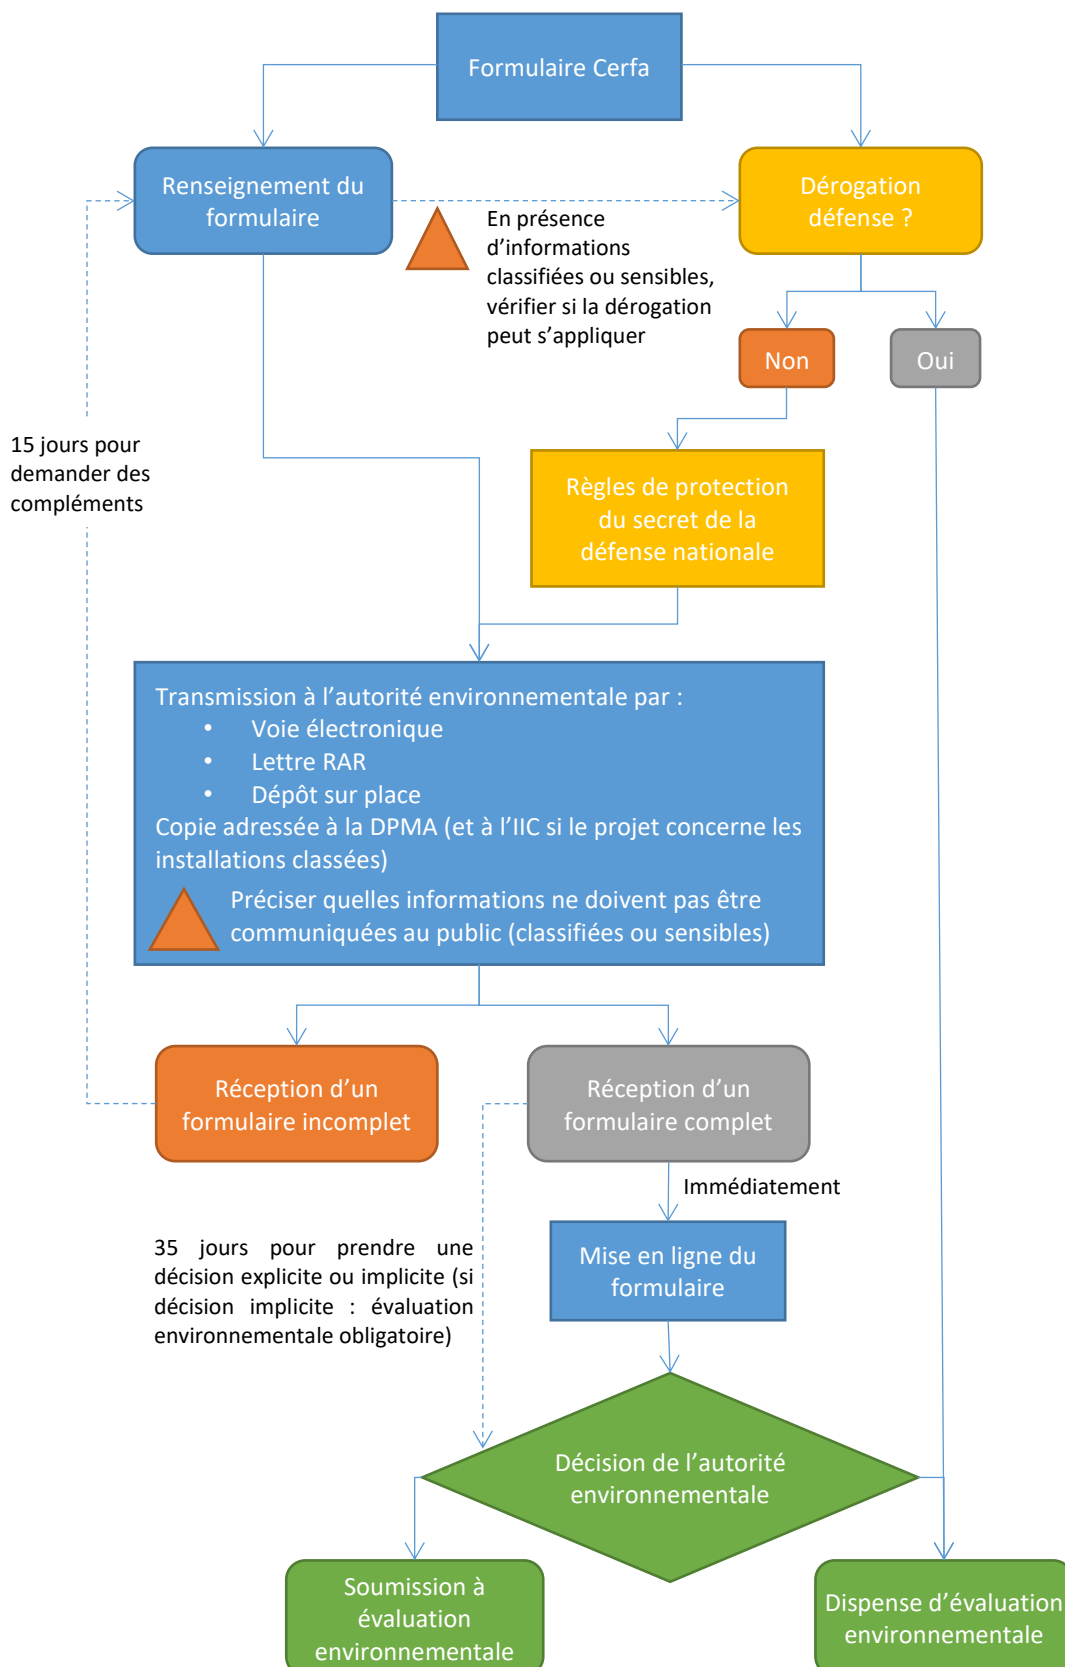 Formulaire Cerfa
Renseignement du
formulaire
Dérogation
défense ?
En présence
d’informations
classifiées ou sensibles,
vérifier si la dérogation
peut s’appliquer
Non
Oui
15 jours pour
demander des
compléments
Règles de protection
du secret de la
défense nationale
Transmission à l’autorité environnementale par :
• Voie électronique
• Lettre RAR
• Dépôt sur place
Copie adressée à la DPMA (et à l’IIC si le projet concerne les
installations classées)
Préciser quelles informations ne doivent pas être
communiquées au public (classifiées ou sensibles)
Réception d’un
formulaire incomplet
Réception d’un
formulaire complet
Immédiatement
35 jours pour prendre une
décision explicite ou implicite (si
décision implicite : évaluation
environnementale obligatoire)
Mise en ligne du
formulaire
Décision de l’autorité
environnementale
Soumission à
évaluation
environnementale
Dispense d’évaluation
environnementale